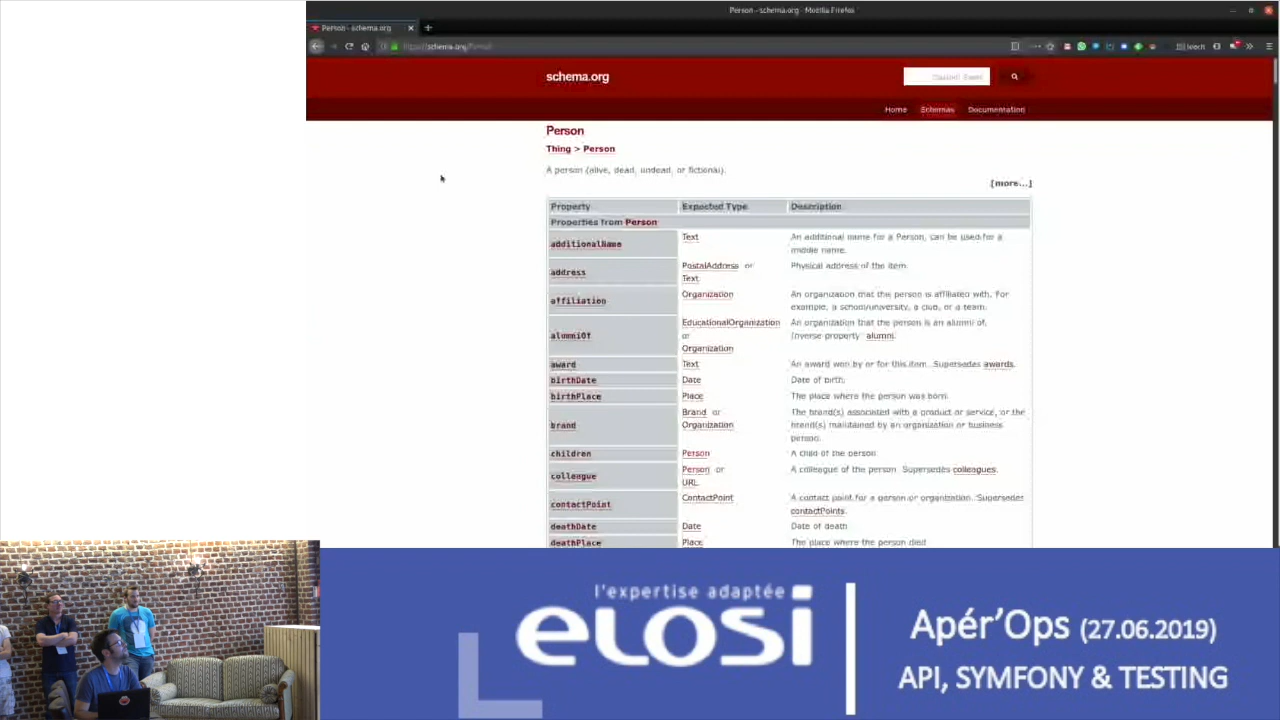 Person - schema.org - Mozilla Firefox
Person - schema.org
schema.org
Home Schemas Documentation
Person
Thing > Person
A person (alive, dead, undead, or fictional).
[more...]
Property Expected Type Description
Properties from Person
additionalName Text An additional name for a Person, can be used for a
middle name.
address PostalAddress or Physical address of the item.
Text
affiliation Organization An organization that this person is affiliated with. For
example, a school/university, a club, or a team.
alumniOf EducationalOrganization An organization that the person is an alumni of.
or Inverse property: alumni.
Organization
award Text An award won by or for this item. Supersedes awards.
birthDate Date Date of birth.
birthPlace Place The place where the person was born.
brand Brand or The brand(s) associated with a product or service, or the
Organization brand(s) maintained by an organization or business
person.
children Person A child of the person.
colleague Person or A colleague of the person. Supersedes colleagues.
URL
contactPoint ContactPoint A contact point for a person or organization. Supersedes
contactPoints.
deathDate Date Date of death.
deathPlace Place The place where the person died.
l'expertise adaptée
elosi
Apér'Ops (27.06.2019)
API, SYMFONY & TESTING